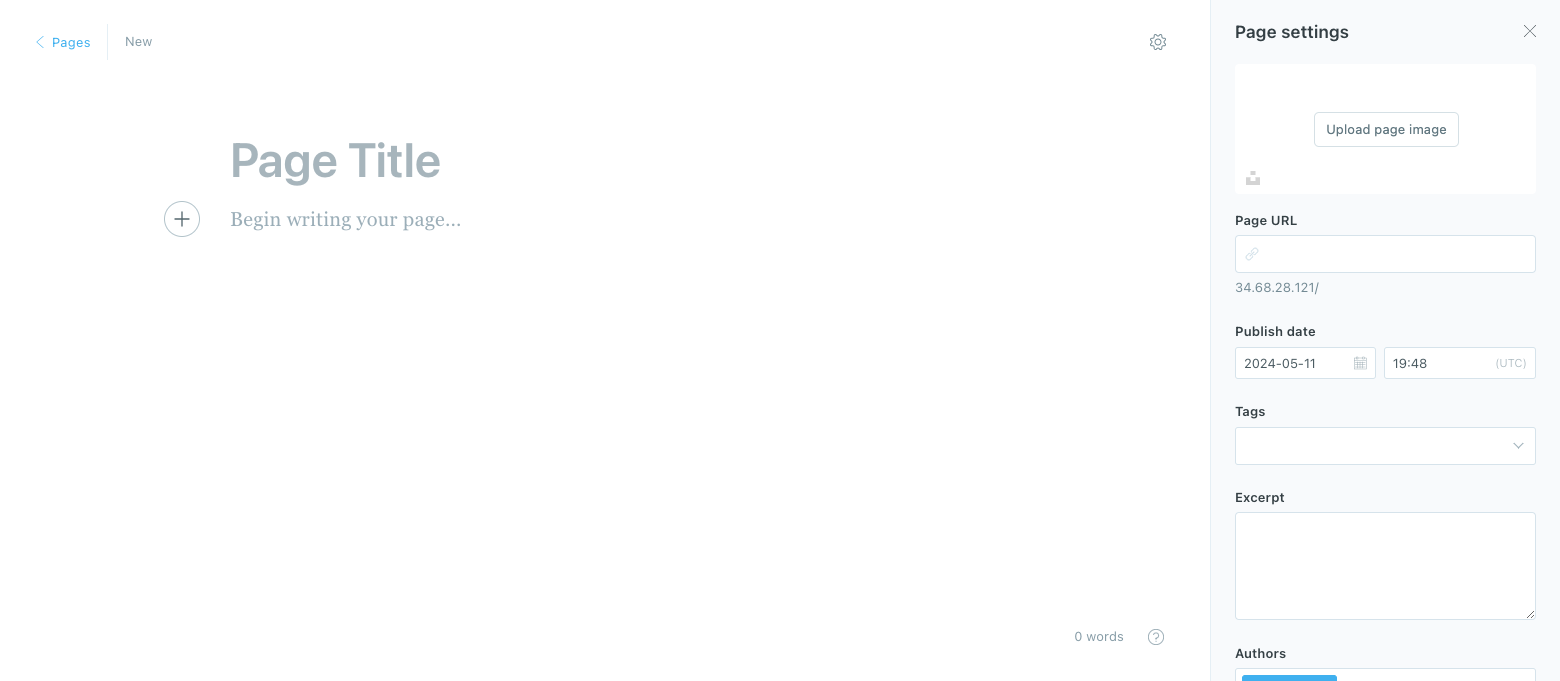 Pages
New
Page Title
Begin writing your page...
0 words
Page settings
Upload page image
Page URL
34.68.28.121/
Publish date
2024-05-11
19:48 (UTC)
Tags
Excerpt
Authors